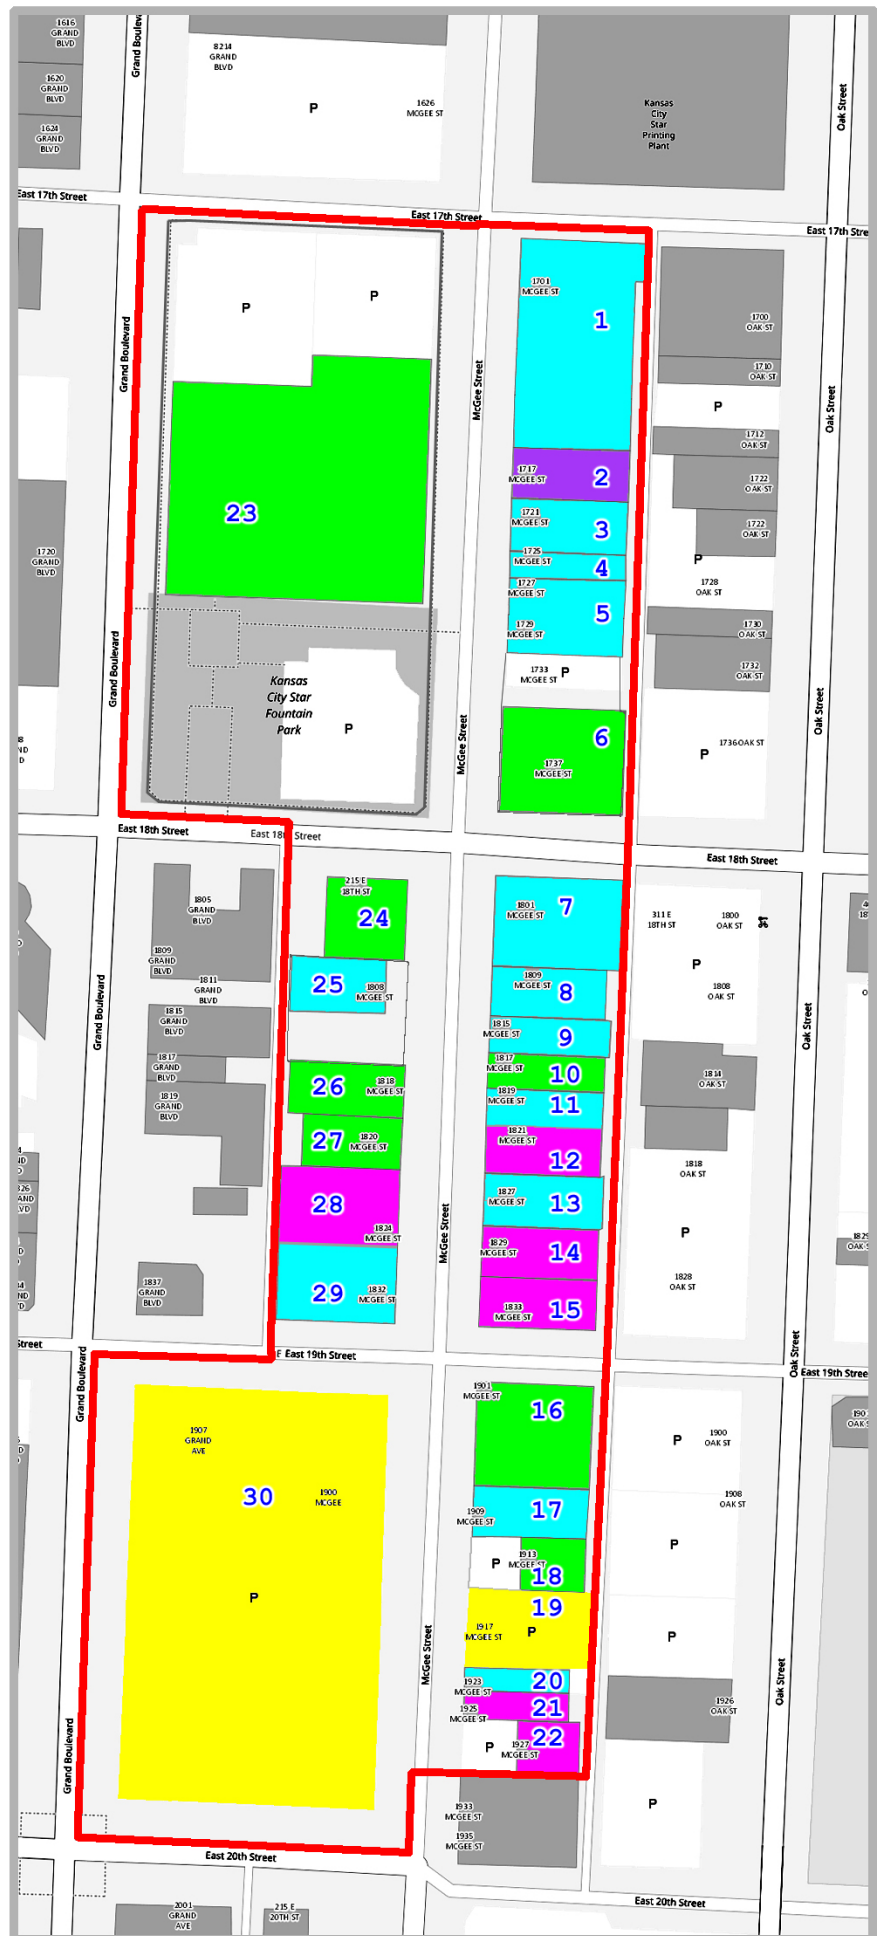 1616
GRAND
BLVD
1620
GRAND
BLVD
1624
GRAND
BLVD
Grand Boulevard
8214
GRAND
BLVD
P
1626
MCGEE ST
Kansas
City
Star
Printing
Plant
Oak Street
East 17th Street
East 17th Street
East 17th Stre
P
P
Grand Boulevard
McGee Street
23
1701
MCGEE ST
1
1717
MCGEE ST
2
1721
MCGEE ST
3
1725
MCGEE ST
4
1727
MCGEE ST
5
1729
MCGEE ST
1733
MCGEE ST
P
6
1737
MCGEE ST
1700
OAK ST
1710
OAK ST
P
1712
OAK ST
1722
OAK ST
1722
OAK ST
P
1728
OAK ST
1730
OAK ST
1732
OAK ST
P
1736 OAK ST
Oak Street
Oak Street
1720
GRAND
BLVD
Grand Boulevard
Kansas
City Star
Fountain
Park
P
McGee Street
East 18th Street
East 18th Street
East 18th Street
1805
GRAND
BLVD
1809
GRAND
BLVD
1811
GRAND
BLVD
1815
GRAND
BLVD
1817
GRAND
BLVD
1819
GRAND
BLVD
1837
GRAND
BLVD
Grand Boulevard
215 E
18TH ST
24
25
1808
MCGEE ST
26
1818
MCGEE ST
27
1820
MCGEE ST
28
1824
MCGEE ST
29
1832
MCGEE ST
McGee Street
1801
MCGEE ST
7
1809
MCGEE ST
8
1815
MCGEE ST
9
1817
MCGEE ST
10
1819
MCGEE ST
11
1821
MCGEE ST
12
1827
MCGEE ST
13
1829
MCGEE ST
14
1833
MCGEE ST
15
311 E
18TH ST
1800
OAK ST
P
1808
OAK ST
1814
OAK ST
1818
OAK ST
P
1828
OAK ST
Oak Street
1829
OAK
Street
E East 19th Street
East 19th Stree
Oak Street
Grand Boulevard
1907
GRAND
AVE
1900
MCGEE
30
P
1901
MCGEE ST
16
1909
MCGEE ST
17
P
1913
MCGEE ST
18
19
1917
MCGEE ST
P
1923
MCGEE ST
20
1925
MCGEE ST
21
22
P
1927
MCGEE ST
McGee Street
P
1900
OAK ST
1908
OAK ST
P
P
1926
OAK ST
P
190
OAK
Oak Street
Grand Boulevard
1933
MCGEE ST
1935
MCGEE ST
East 20th Street
East 20th Street
2001
GRAND
AVE
215 E
20TH ST